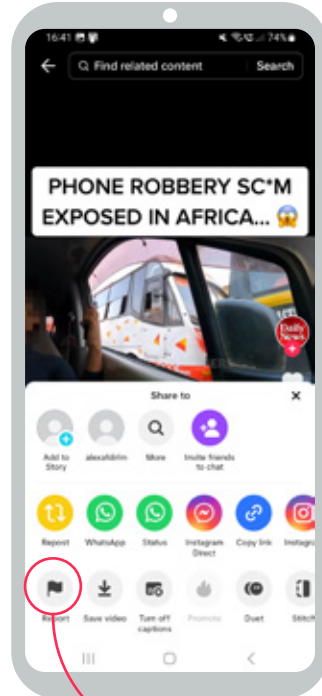 16:41
74%
Find related content
Search
PHONE ROBBERY SC*M
EXPOSED IN AFRICA...
Daily
News
Share to
Add to
Story
alexafdirim
More
Invite friends
to chat
Repost
WhatsApp
Status
Instagram
Direct
Copy link
Instagra
Report
Save video
Turn off
captions
Promote
Duet
Stitch